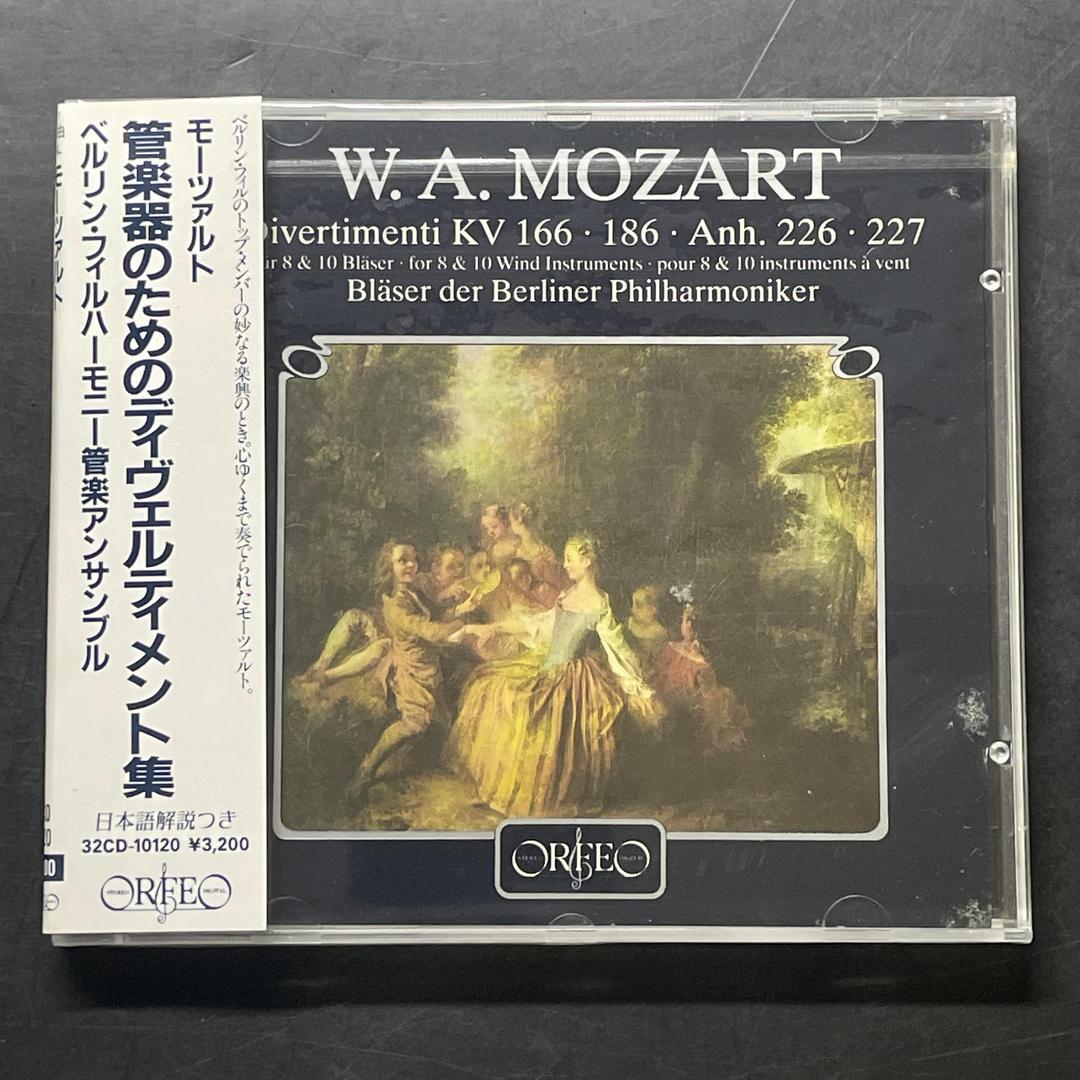 ベルリン・フィルのトップ・メンバーの妙なる楽興のとき。心ゆくまで奏でられたモーツァルト。
モーツァルト
管楽器のためのディヴェルティメント集
ベルリン・フィルハーモニー管楽アンサンブル
日本語解説つき
32CD-10120 ¥3,200
STEREO ORFEO DIGITAL
W. A. MOZART
ivertimenti KV 166 · 186 · Anh. 226 · 227
8 & 10 Bläser · for 8 & 10 Wind Instruments · pour 8 & 10 instruments à vent
Bläser der Berliner Philharmoniker
STEREO ORFEO DIGITAL